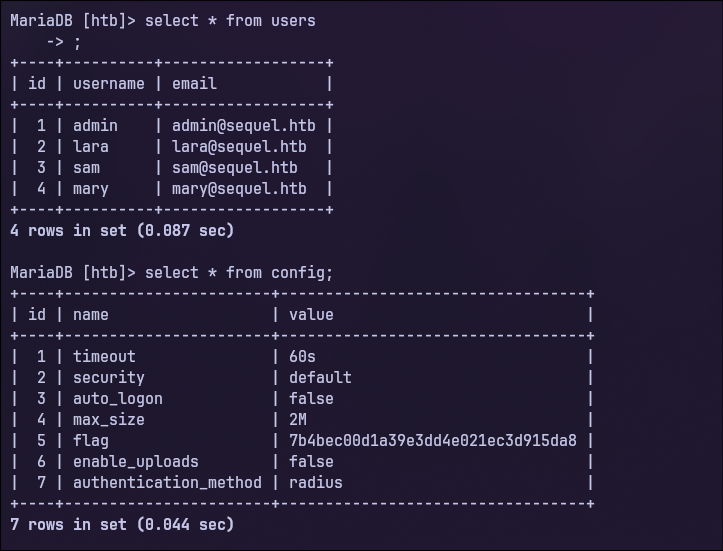 MariaDB [htb]> select * from users
    -> ;
+----+----------+------------------+
| id | username | email            |
+----+----------+------------------+
|  1 | admin    | admin@sequel.htb |
|  2 | lara     | lara@sequel.htb  |
|  3 | sam      | sam@sequel.htb   |
|  4 | mary     | mary@sequel.htb  |
+----+----------+------------------+
4 rows in set (0.087 sec)

MariaDB [htb]> select * from config;
+----+-----------------------+----------------------------------+
| id | name                  | value                            |
+----+-----------------------+----------------------------------+
|  1 | timeout               | 60s                              |
|  2 | security              | default                          |
|  3 | auto_logon            | false                            |
|  4 | max_size              | 2M                               |
|  5 | flag                  | 7b4bec00d1a39e3dd4e021ec3d915da8 |
|  6 | enable_uploads        | false                            |
|  7 | authentication_method | radius                           |
+----+-----------------------+----------------------------------+
7 rows in set (0.044 sec)